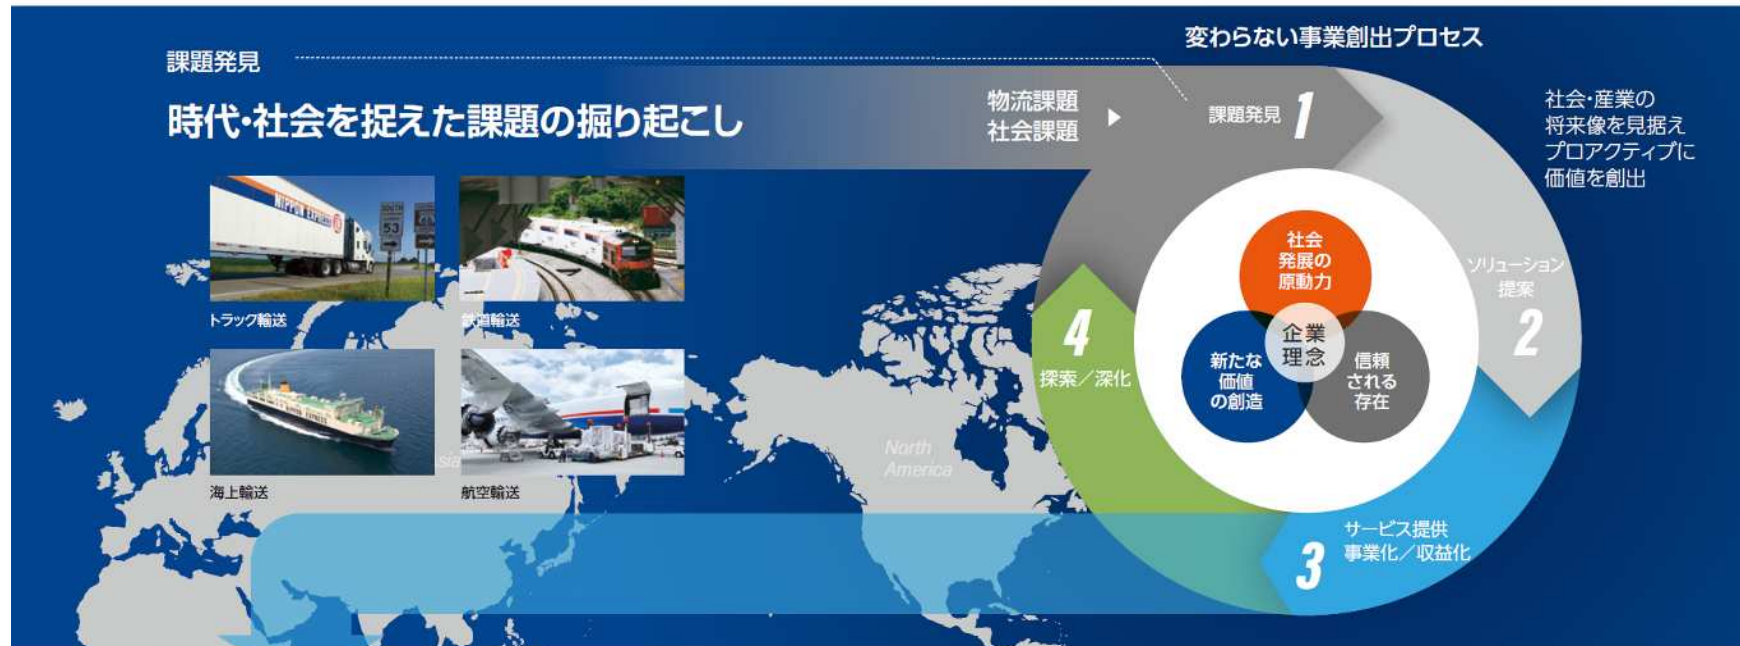 変わらない事業創出プロセス
課題発見
時代・社会を捉えた課題の掘り起こし
物流課題
社会課題
課題発見 1
社会・産業の
将来像を見据え
プロアクティブに
価値を創出
NIPPON EXPRESS
SOUTH
53
トラック輸送
鉄道輸送
海上輸送
航空輸送
North
America
社会
発展の
原動力
企業
理念
新たな
価値
の創造
信頼
される
存在
ソリューション
提案
2
サービス提供
事業化／収益化
3
4
探索／深化